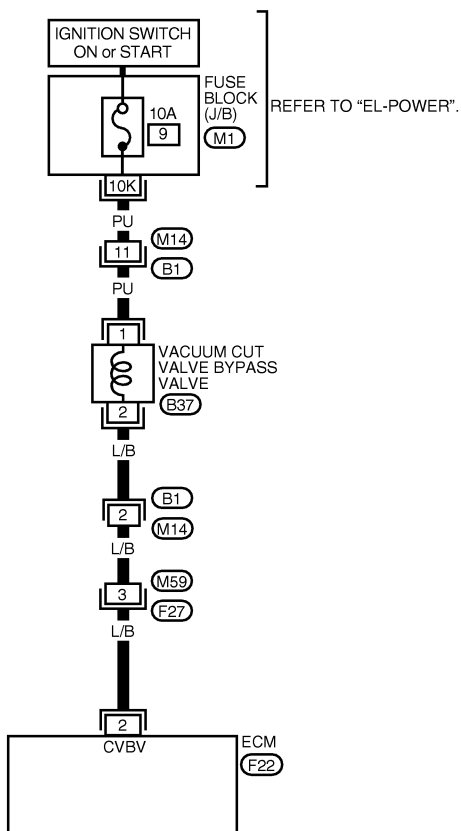 IGNITION SWITCH
ON or START
FUSE
BLOCK
(J/B)
M1
10A
9
REFER TO “EL-POWER”.
10K
PU
M14
11
B1
PU
1
VACUUM CUT
VALVE BYPASS
VALVE
B37
2
L/B
B1
2
M14
L/B
M59
3
F27
L/B
2
CVBV
ECM
F22